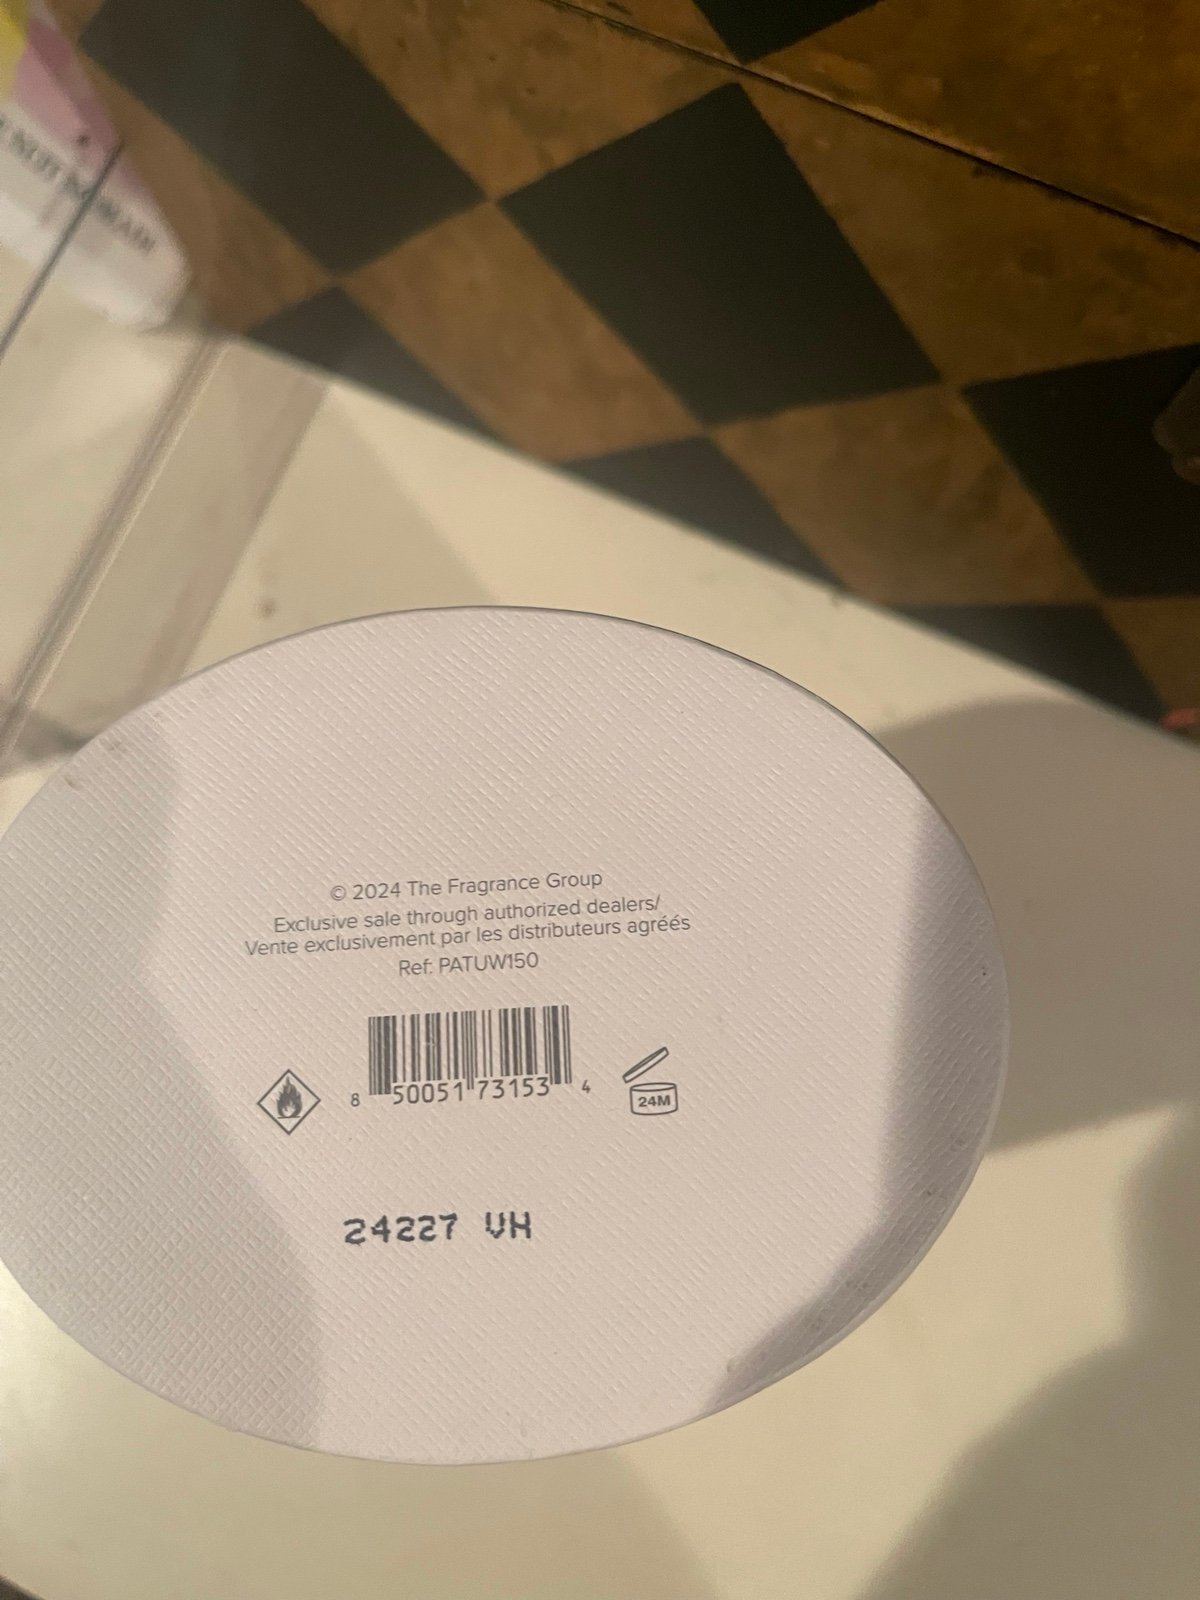 © 2024 The Fragrance Group
Exclusive sale through authorized dealers/
Vente exclusivement par les distributeurs agréés
Ref: PATUW150
8 50051 73153 4
24M
24227 VH